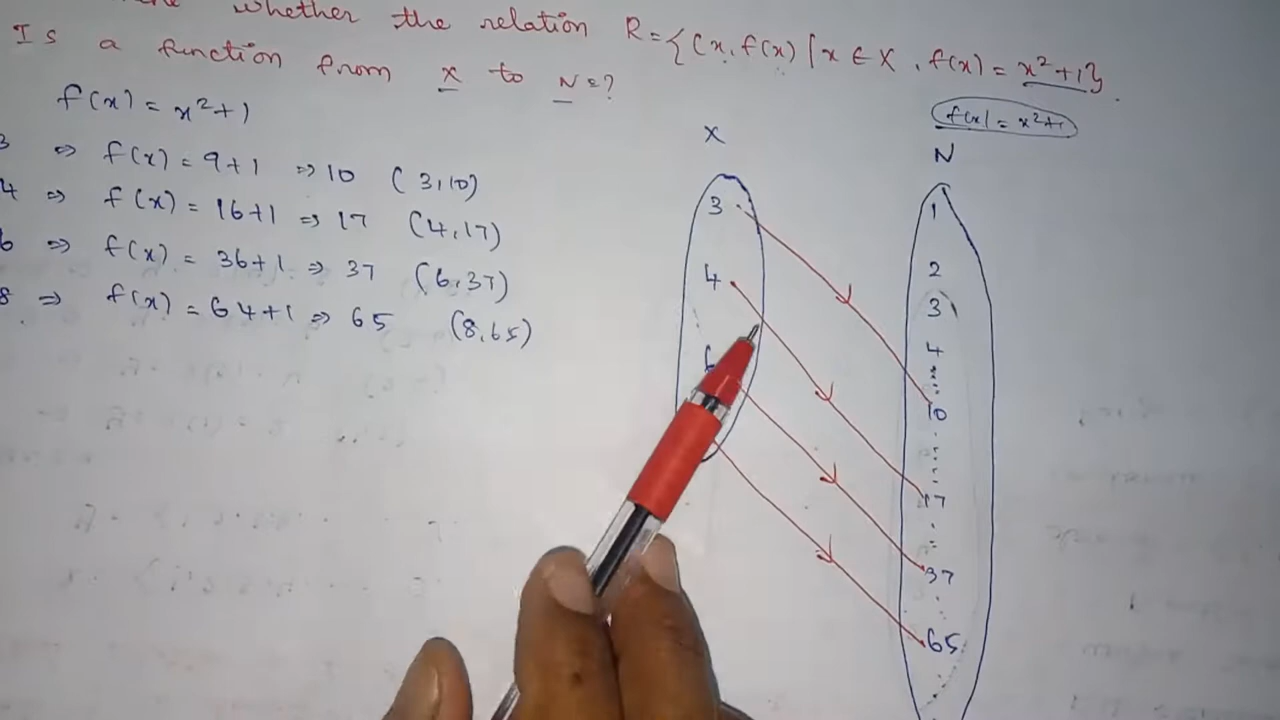 whether the relation R={(x,f(x) | x ∈ X, f(x) = x²+1}
Is a function from x to N=?
f(x) = x²+1
3 ⇒ f(x) = 9+1 ⇒ 10 (3,10)
4 ⇒ f(x) = 16+1 ⇒ 17 (4,17)
6 ⇒ f(x) = 36+1 ⇒ 37 (6,37)
8 ⇒ f(x) = 64+1 ⇒ 65 (8,65)
f(x) = x²+1
X
N
3
4
6
1
2
3
4
10
17
37
65